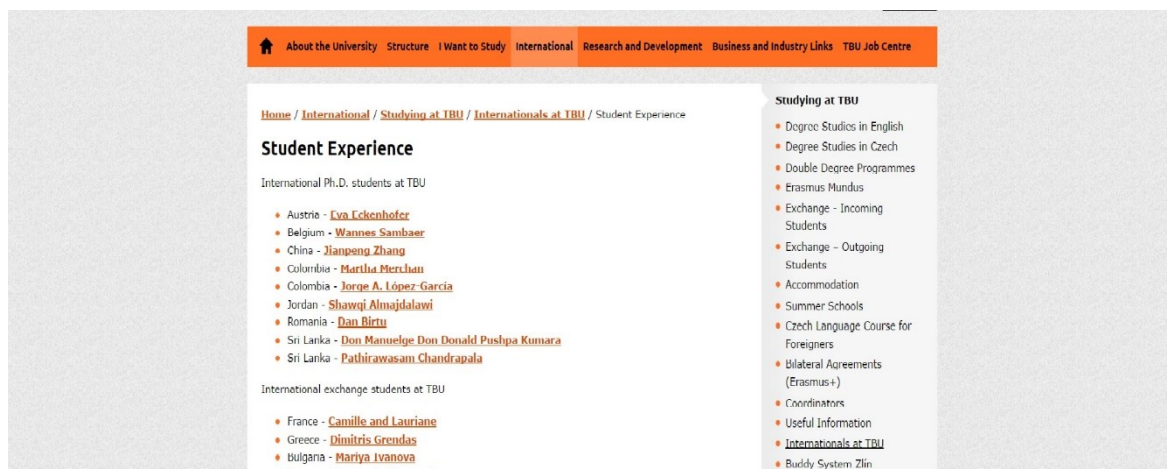 About the University Structure I Want to Study International Research and Development Business and Industry Links TBU Job Centre
Home / International / Studying at TBU / Internationals at TBU / Student Experience
Student Experience
International Ph.D. students at TBU
Austria - Eva Eckenhofer
Belgium - Wannes Sambaer
China - Jianpeng Zhang
Colombia - Martha Merchan
Colombia - Jorge A. López-García
Jordan - Shawqi Almajdalawi
Romania - Dan Birtu
Sri Lanka - Don Manuelge Don Donald Pushpa Kumara
Sri Lanka - Pathirawasam Chandrapala
International exchange students at TBU
France - Camille and Lauriane
Greece - Dimitris Grendas
Bulgaria - Mariya Ivanova
Studying at TBU
Degree Studies in English
Degree Studies in Czech
Double Degree Programmes
Erasmus Mundus
Exchange - Incoming
Students
Exchange – Outgoing
Students
Accommodation
Summer Schools
Czech Language Course for
Foreigners
Bilateral Agreements
(Erasmus+)
Coordinators
Useful Information
Internationals at TBU
Buddy System Zlín